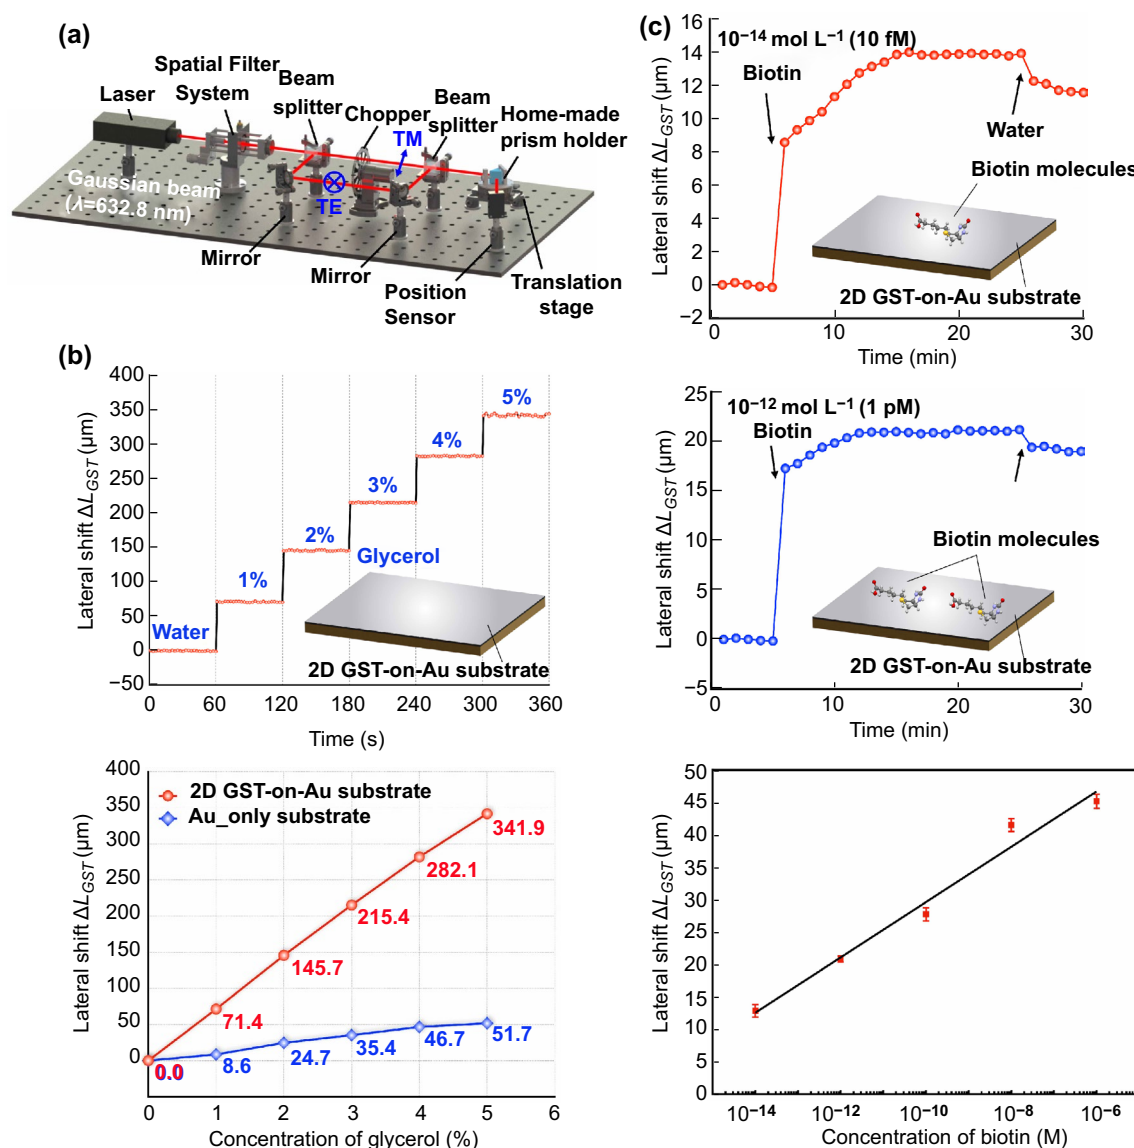 (a)
Laser
Spatial Filter
System
Beam
splitter
Chopper
TM
Beam
splitter
Home-made
prism holder
Gaussian beam
(λ=632.8 nm)
TE
Mirror
Mirror
Position
Sensor
Translation
stage
(b)
Lateral shift ΔL_GST (µm)
400
350
300
250
200
150
100
50
0
−50
Water
1%
2%
3%
4%
5%
Glycerol
2D GST-on-Au substrate
0 60 120 180 240 300 360
Time (s)
Lateral shift ΔL_GST (µm)
400
350
300
250
200
150
100
50
0
2D GST-on-Au substrate
Au_only substrate
341.9
282.1
215.4
145.7
71.4
0.0
8.6
24.7
35.4
46.7
51.7
0 1 2 3 4 5 6
Concentration of glycerol (%)
(c)
Lateral shift ΔL_GST (µm)
16
14
12
10
8
6
4
2
0
−2
10⁻¹⁴ mol L⁻¹ (10 fM)
Biotin
Water
Biotin molecules
2D GST-on-Au substrate
0 10 20 30
Time (min)
Lateral shift ΔL_GST (µm)
25
20
15
10
5
0
−5
10⁻¹² mol L⁻¹ (1 pM)
Biotin
Biotin molecules
2D GST-on-Au substrate
0 10 20 30
Time (min)
Lateral shift ΔL_GST (µm)
50
45
40
35
30
25
20
15
10
5
0
10⁻¹⁴ 10⁻¹² 10⁻¹⁰ 10⁻⁸ 10⁻⁶
Concentration of biotin (M)